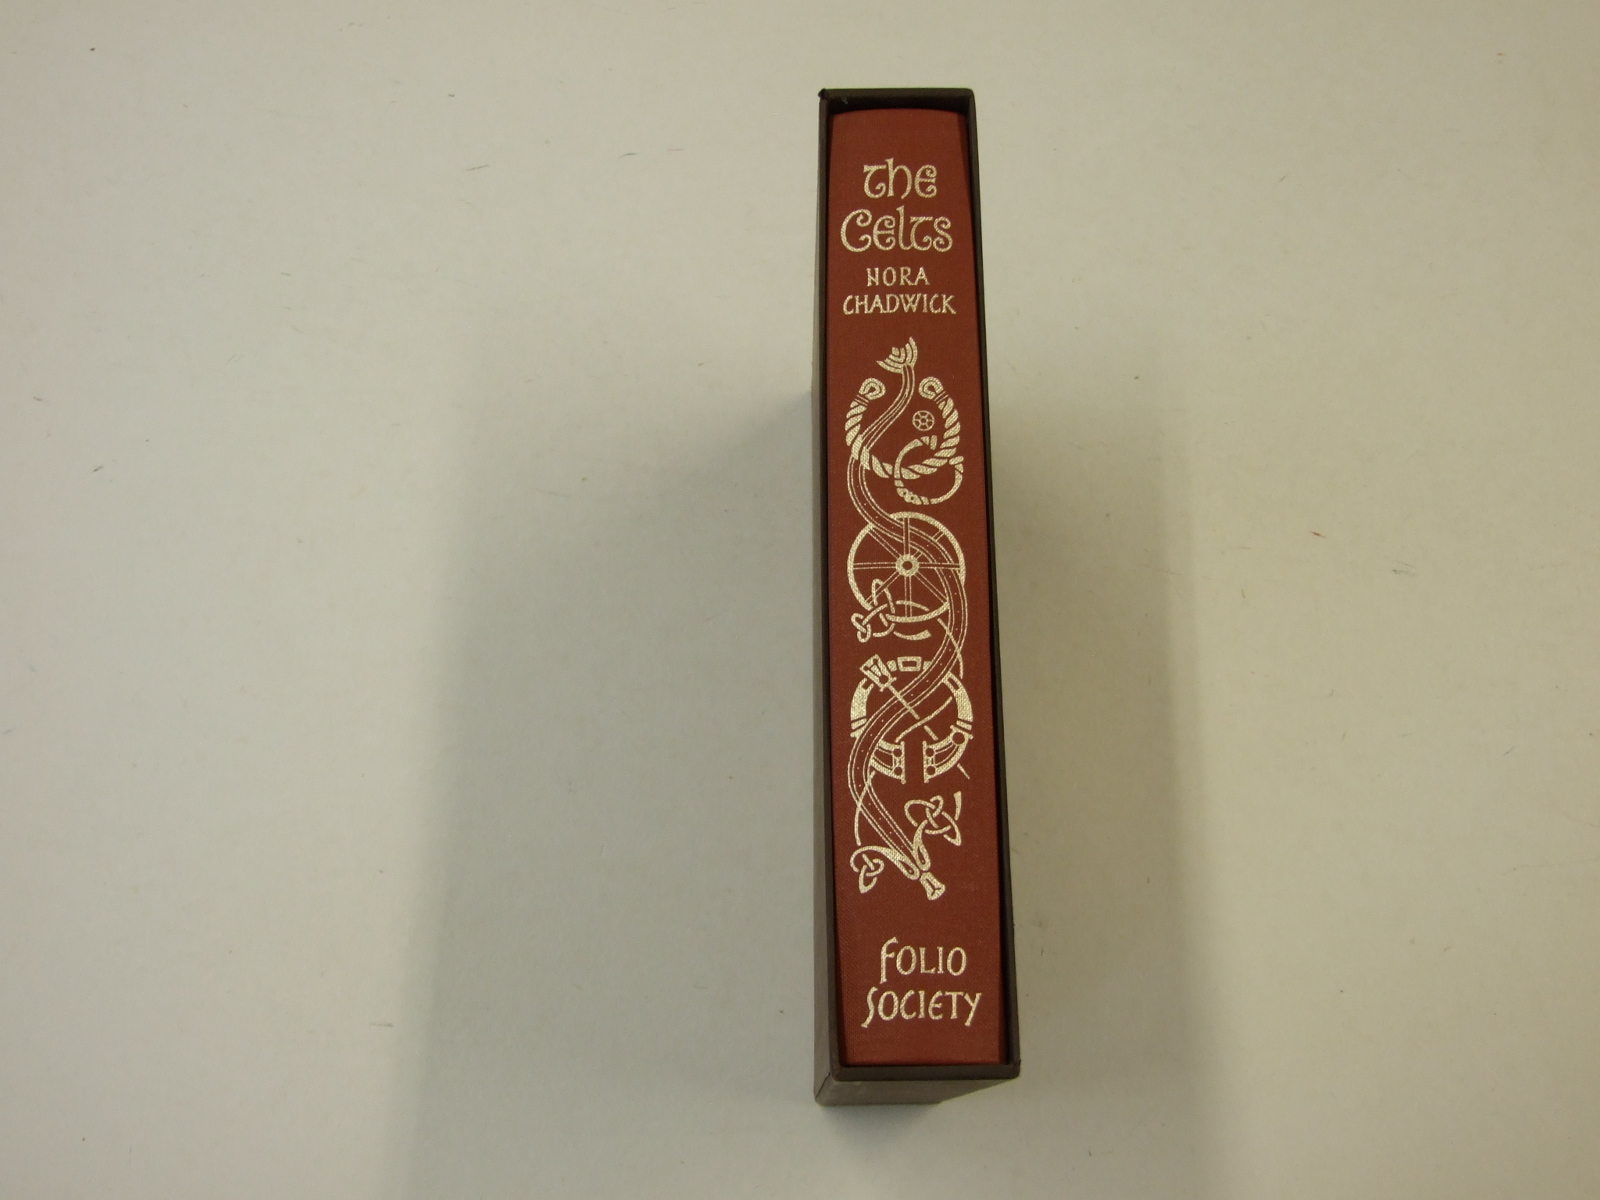 the
Celts
NORA
CHADWICK
FOLIO
SOCIETY